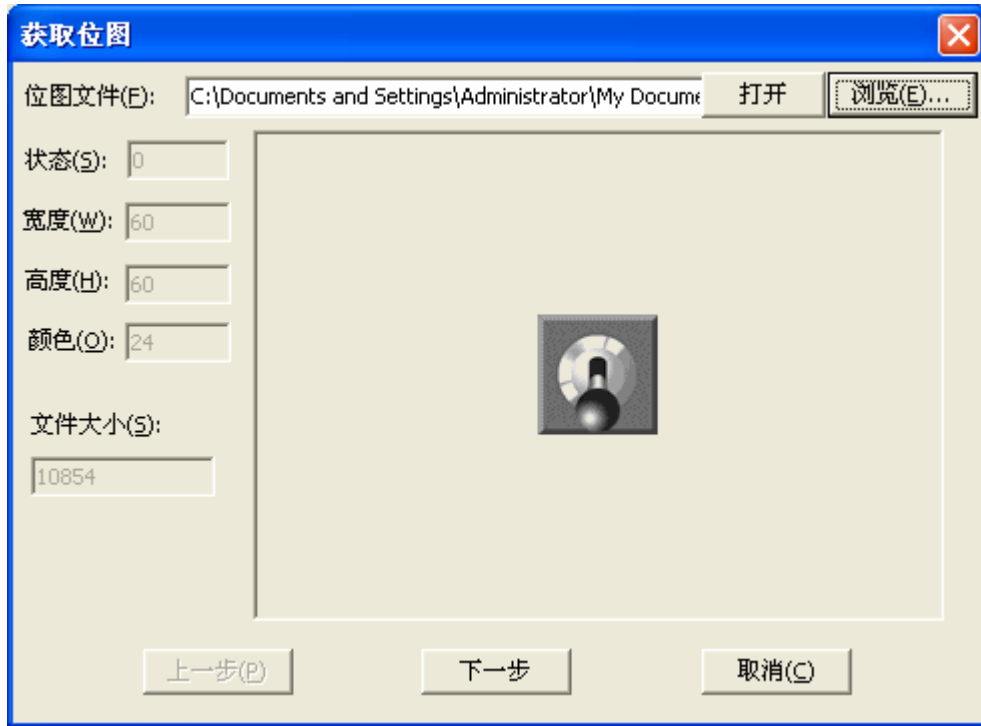 获取位图
位图文件(F): C:\Documents and Settings\Administrator\My Docume 打开 浏览(E)...
状态(S): 0
宽度(W): 60
高度(H): 60
颜色(O): 24
文件大小(S):
10854
上一步(P) 下一步 取消(C)